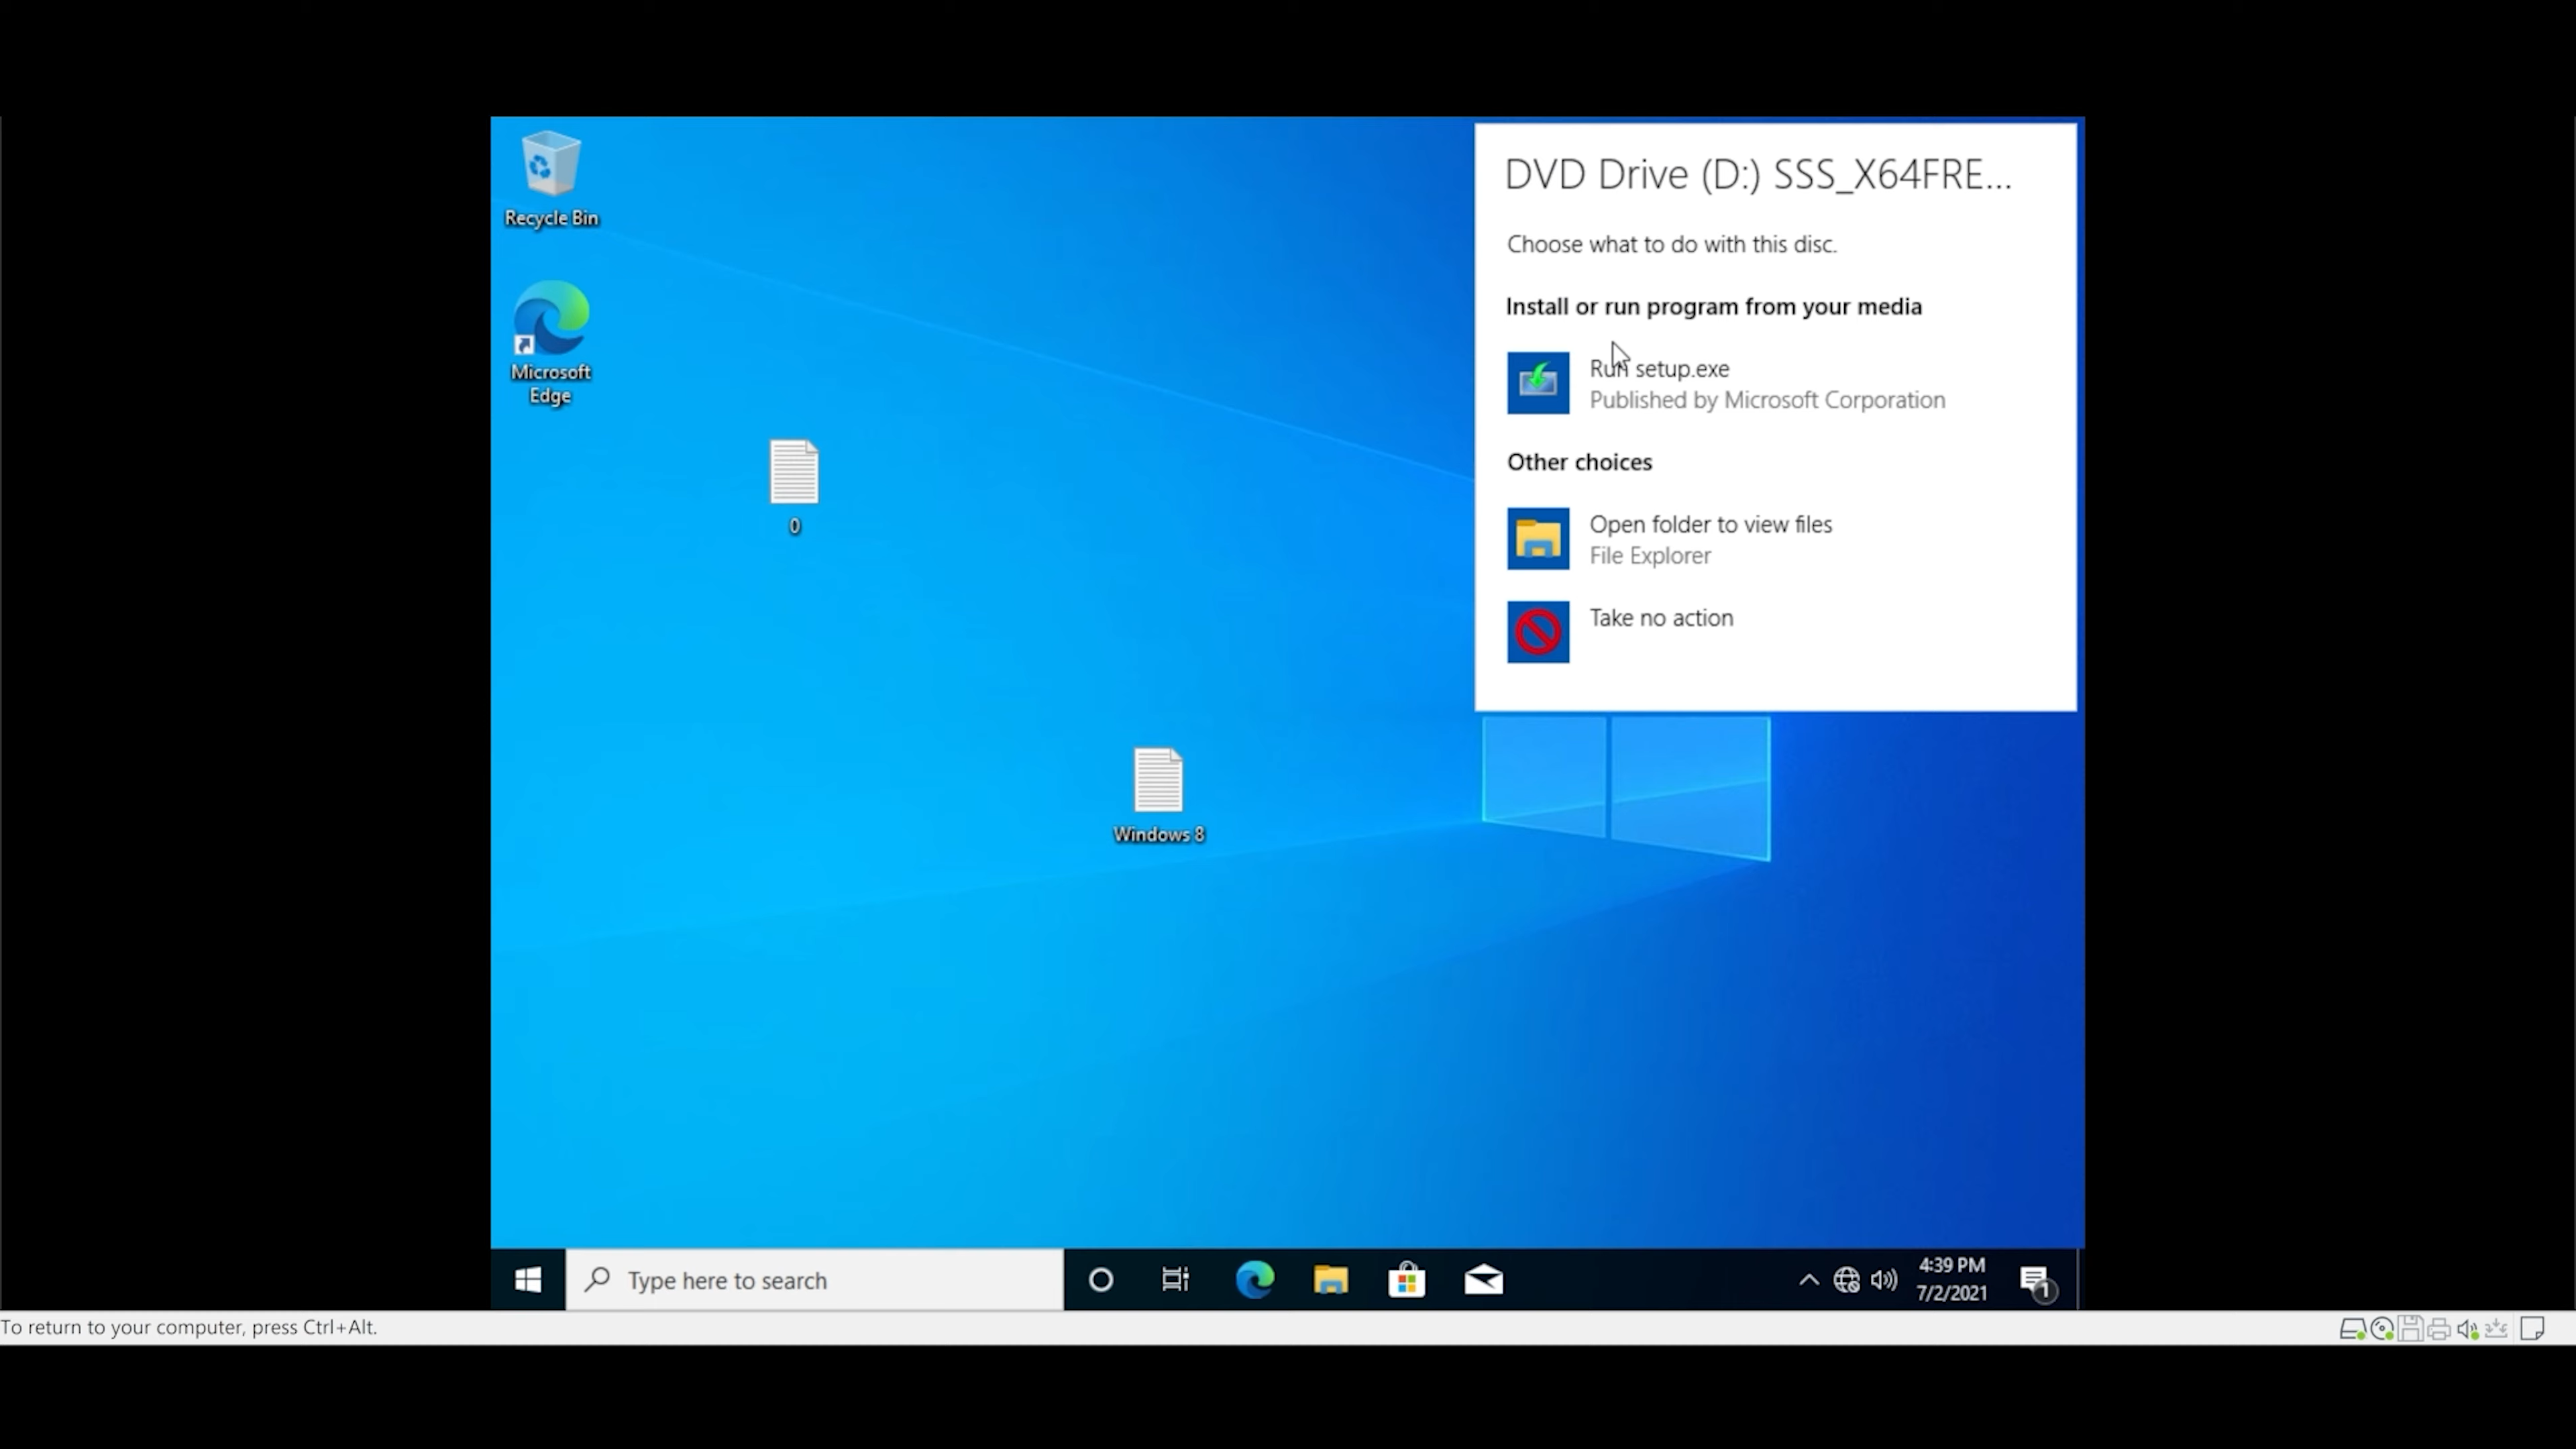 Recycle Bin
Microsoft
Edge
0
Windows 8
DVD Drive (D:) SSS_X64FRE...
Choose what to do with this disc.
Install or run program from your media
Run setup.exe
Published by Microsoft Corporation
Other choices
Open folder to view files
File Explorer
Take no action
Type here to search
4:39 PM
7/2/2021
1
To return to your computer, press Ctrl+Alt.